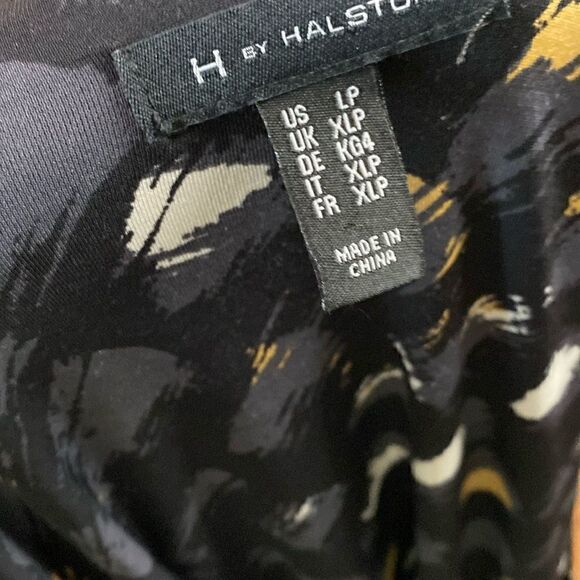 H BY HALSTON
US LP
UK XLP
DE KG4
IT XLP
FR XLP
MADE IN
CHINA